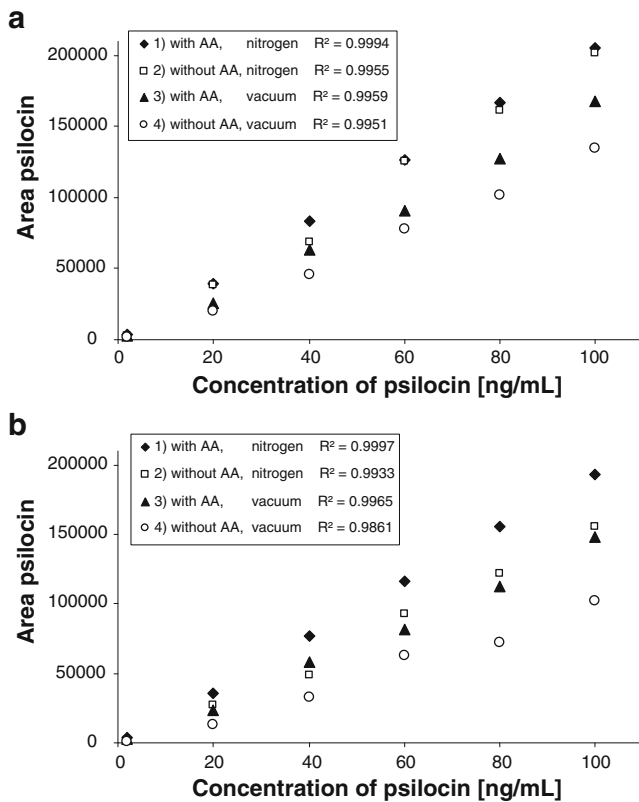 a
200000
150000
100000
50000
0
1) with AA, nitrogen R² = 0.9994
2) without AA, nitrogen R² = 0.9955
3) with AA, vacuum R² = 0.9959
4) without AA, vacuum R² = 0.9951
Area psilocin
0 20 40 60 80 100
Concentration of psilocin [ng/mL]
b
200000
150000
100000
50000
0
1) with AA, nitrogen R² = 0.9997
2) without AA, nitrogen R² = 0.9933
3) with AA, vacuum R² = 0.9965
4) without AA, vacuum R² = 0.9861
Area psilocin
0 20 40 60 80 100
Concentration of psilocin [ng/mL]